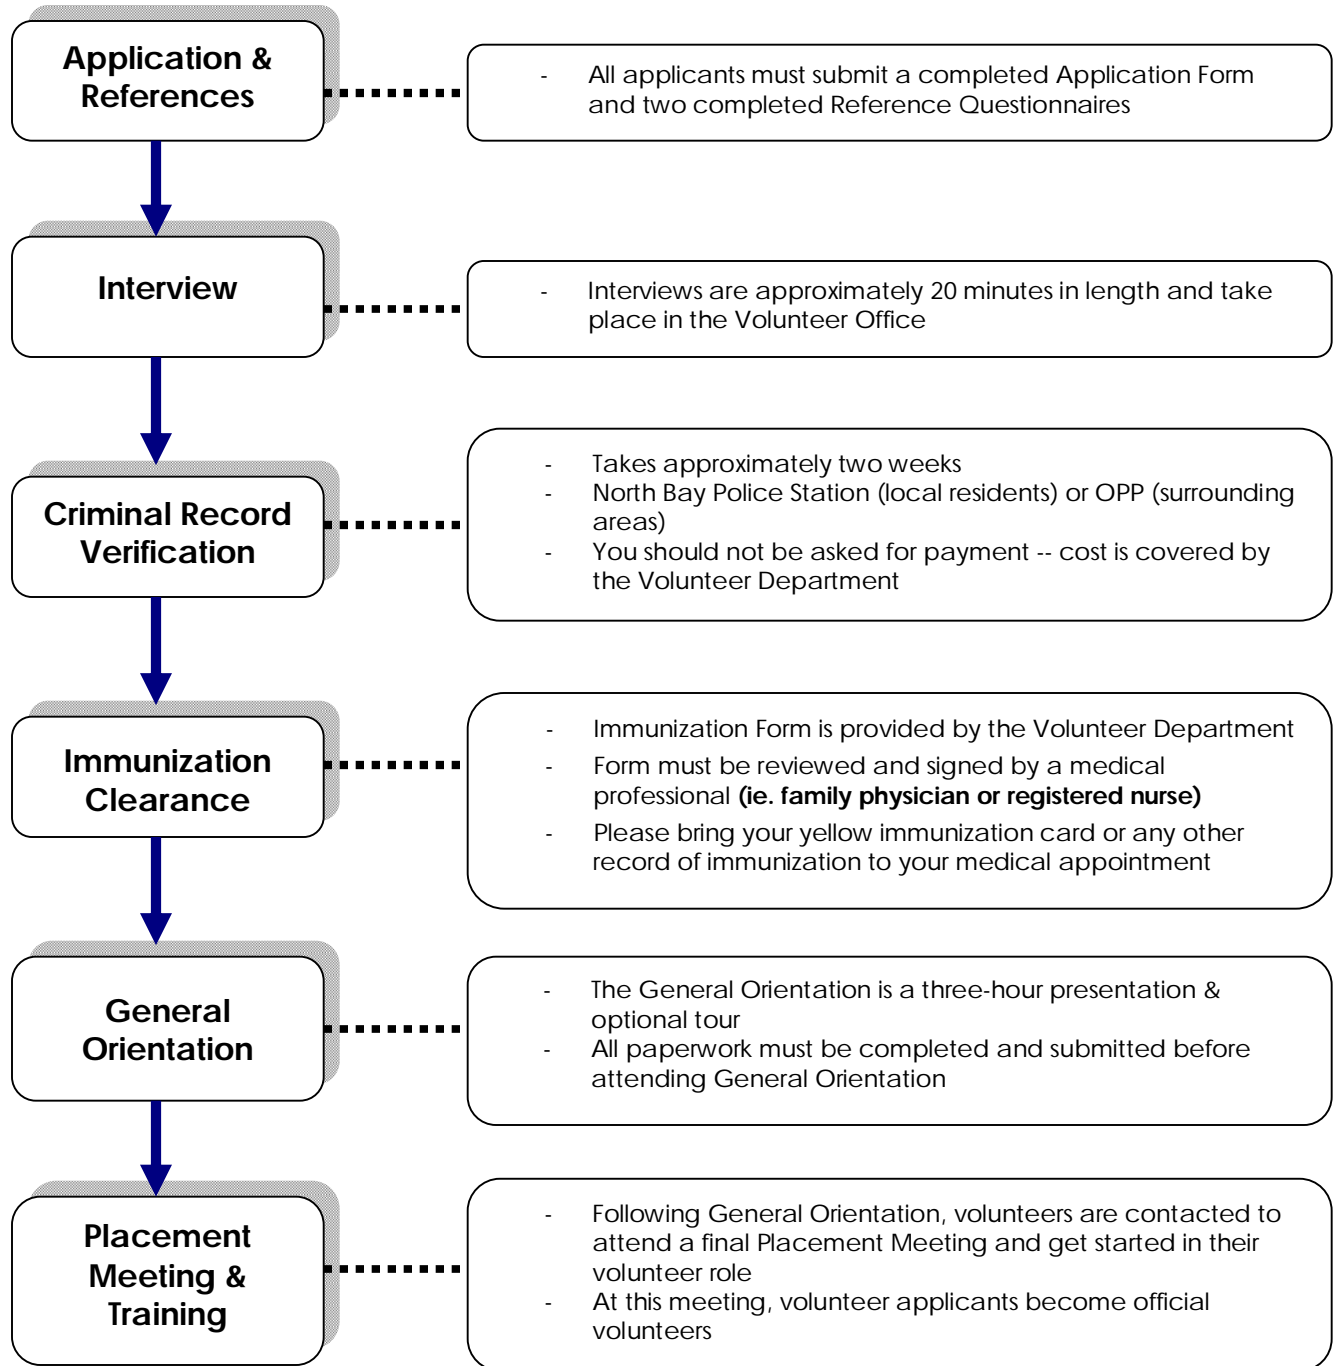 Application &
References
- All applicants must submit a completed Application Form
and two completed Reference Questionnaires
Interview
- Interviews are approximately 20 minutes in length and take
place in the Volunteer Office
Criminal Record
Verification
- Takes approximately two weeks
- North Bay Police Station (local residents) or OPP (surrounding
areas)
- You should not be asked for payment -- cost is covered by
the Volunteer Department
Immunization
Clearance
- Immunization Form is provided by the Volunteer Department
- Form must be reviewed and signed by a medical
professional (ie. family physician or registered nurse)
- Please bring your yellow immunization card or any other
record of immunization to your medical appointment
General
Orientation
- The General Orientation is a three-hour presentation &
optional tour
- All paperwork must be completed and submitted before
attending General Orientation
Placement
Meeting &
Training
- Following General Orientation, volunteers are contacted to
attend a final Placement Meeting and get started in their
volunteer role
- At this meeting, volunteer applicants become official
volunteers